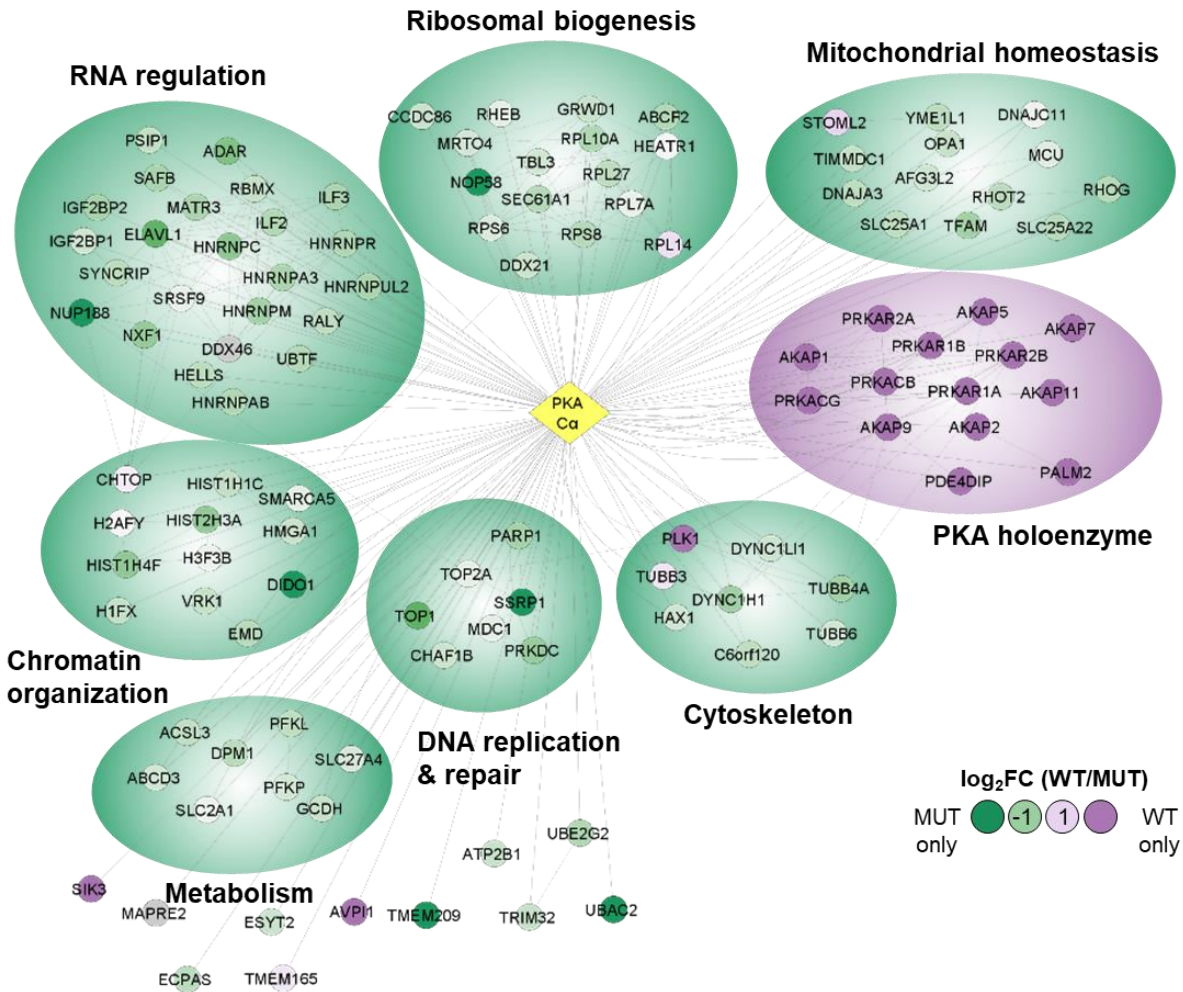 Ribosomal biogenesis
Mitochondrial homeostasis
RNA regulation
CCDC86
RHEB
GRWD1
ABCF2
MRTO4
RPL10A
HEATR1
TBL3
NOP58
RPL27
SEC61A1
RPL7A
RPS6
RPS8
RPL14
DDX21
STOML2
YME1L1
DNAJC11
OPA1
TIMMDC1
MCU
AFG3L2
DNAJA3
RHOT2
RHOG
SLC25A1
TFAM
SLC25A22
PSIP1
ADAR
SAFB
RBMX
ILF3
IGF2BP2
MATR3
ILF2
ELAVL1
IGF2BP1
HNRNPC
HNRNPR
SYNCRIP
HNRNPA3
HNRNPUL2
SRSF9
NUP188
HNRNPM
RALY
NXF1
DDX46
UBTF
HELLS
HNRNPAB
PKA
Cα
PRKAR2A
AKAP5
AKAP7
PRKAR1B
AKAP1
PRKAR2B
PRKACB
PRKACG
PRKAR1A
AKAP11
AKAP9
AKAP2
PDE4DIP
PALM2
PKA holoenzyme
CHTOP
HIST1H1C
SMARCA5
H2AFY
HIST2H3A
HMGA1
HIST1H4F
H3F3B
DIDO1
H1FX
VRK1
EMD
Chromatin
organization
PARP1
TOP2A
SSRP1
TOP1
MDC1
CHAF1B
PRKDC
DNA replication
& repair
PLK1
DYNC1LI1
TUBB3
DYNC1H1
TUBB4A
HAX1
TUBB6
C6orf120
Cytoskeleton
ACSL3
PFKL
DPM1
SLC27A4
ABCD3
PFKP
SLC2A1
GCDH
Metabolism
UBE2G2
ATP2B1
SIK3
MAPRE2
ESYT2
AVPI1
TMEM209
TRIM32
UBAC2
ECPAS
TMEM165
log₂FC (WT/MUT)
MUT only -1 1 WT only